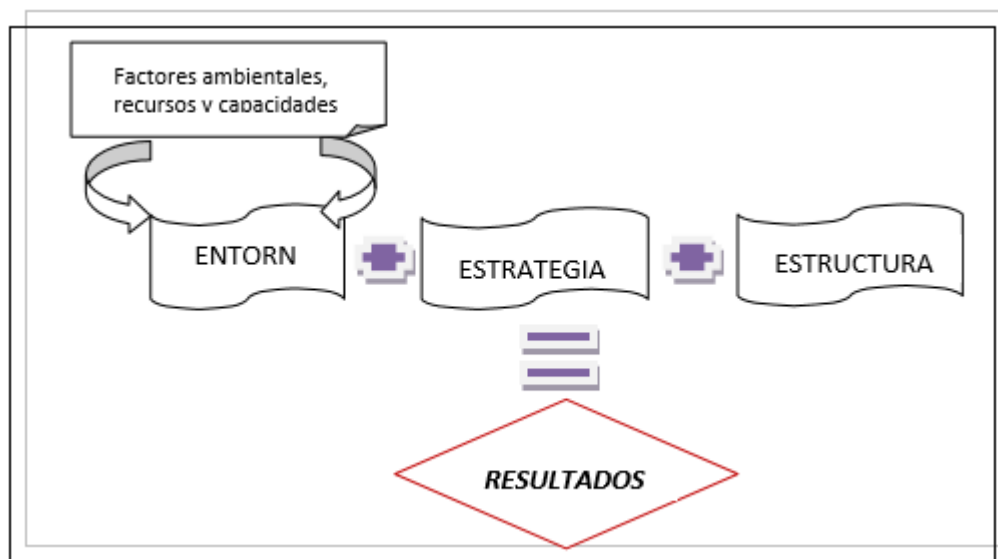 Factores ambientales,
recursos y capacidades
ENTORN
ESTRATEGIA
ESTRUCTURA
RESULTADOS